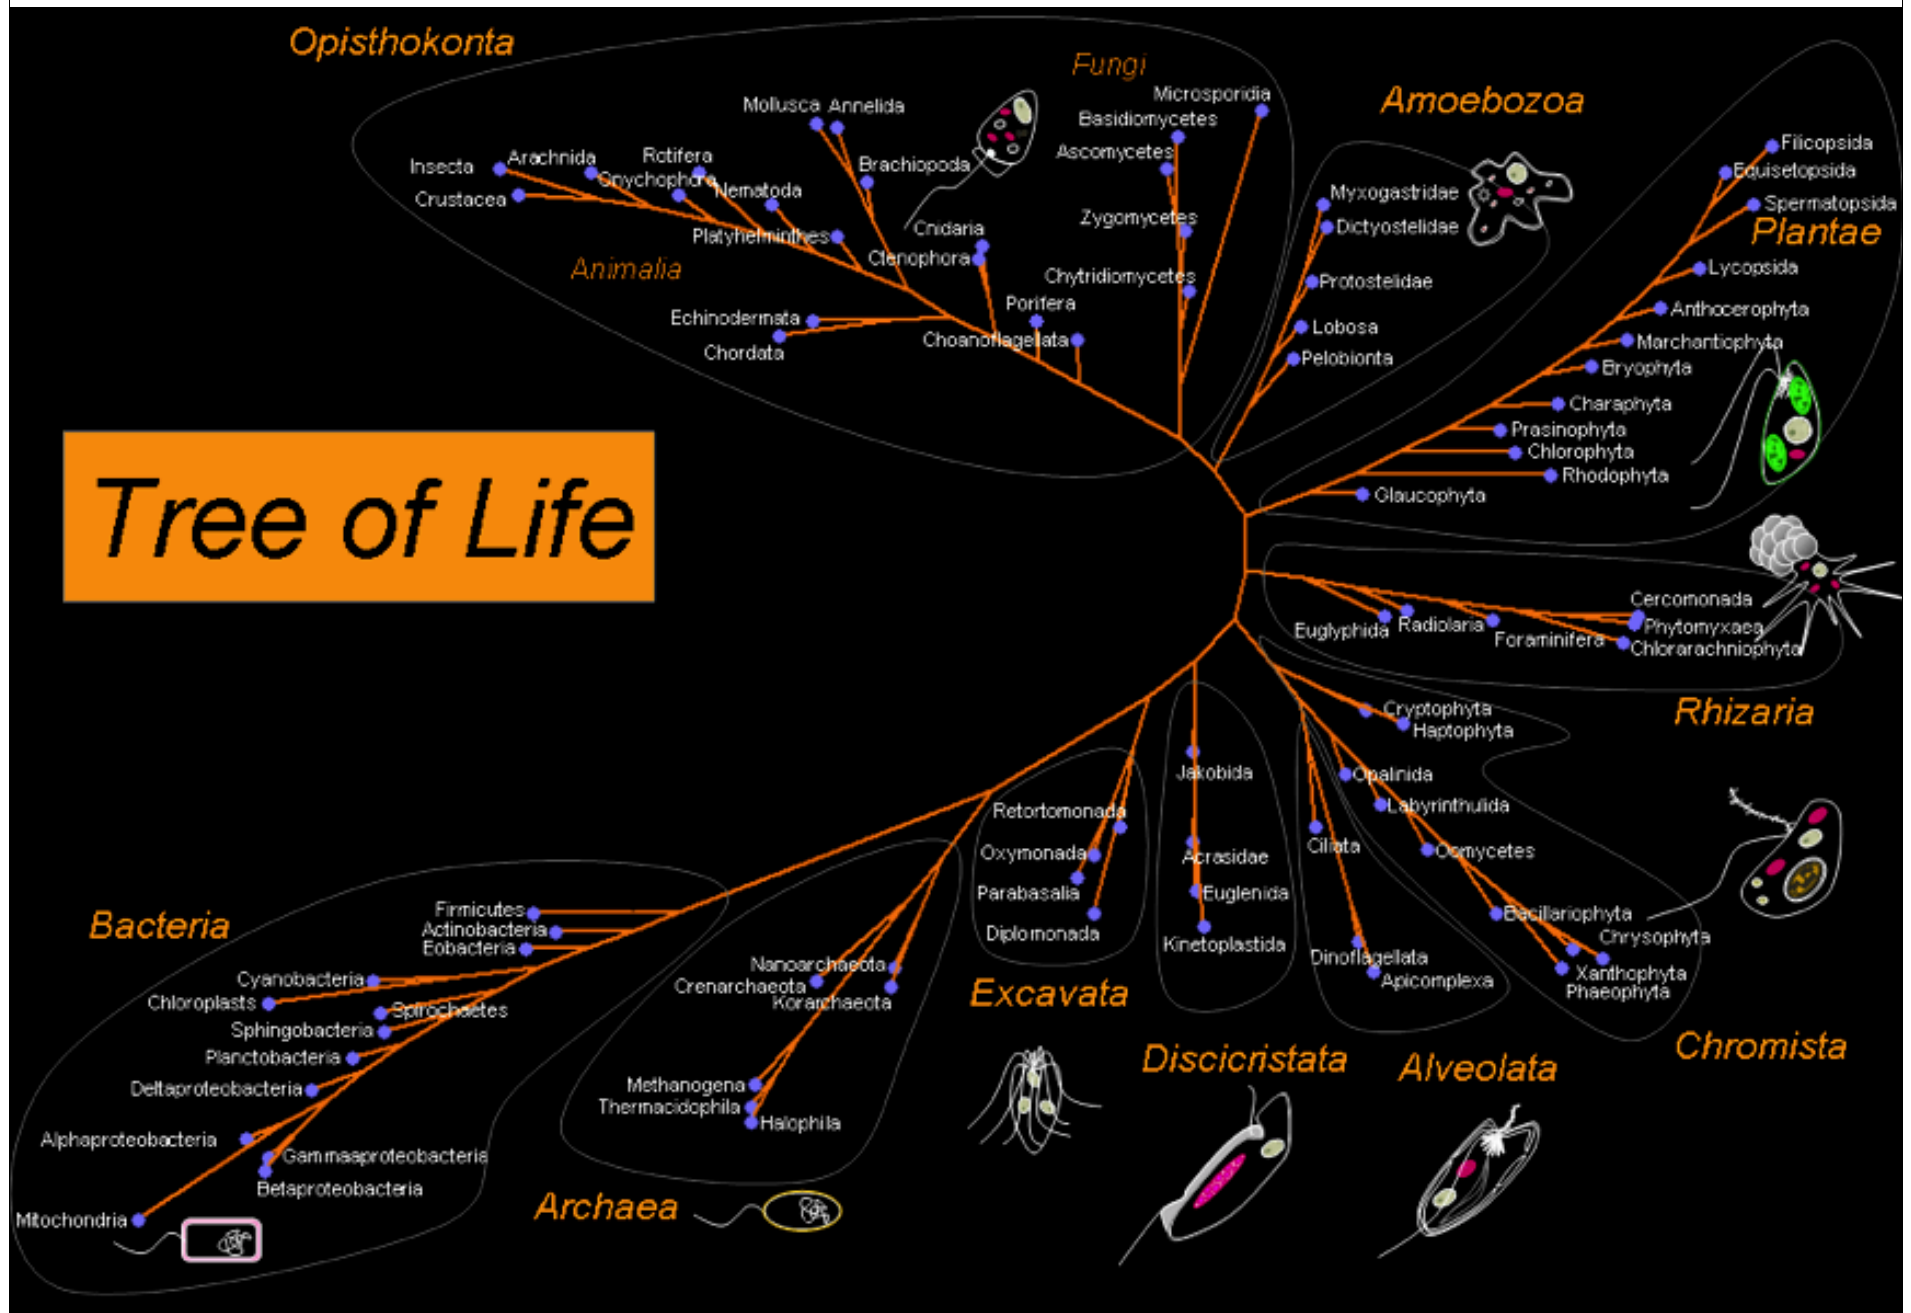 Opisthokonta
Fungi
Microsporidia
Amoebozoa
Mollusca Annelida
Basidiomycetes
Filicopsida
Insecta
Arachnida
Rotifera
Brachiopoda
Ascomycetes
Equisetopsida
Crustacea
Onychophora
Nematoda
Myxogastridae
Spermatopsida
Platyhelminthes
Cnidaria
Zygomycetes
Dictyostelidae
Plantae
Animalia
Ctenophora
Chytridiomycetes
Protostelidae
Lycopsida
Echinodermata
Porifera
Lobosa
Anthocerophyta
Chordata
Choanoflagellata
Pelobionta
Marchantiophyta
Bryophyta
Charaphyta
Prasinophyta
Chlorophyta
Rhodophyta
Glaucophyta
Tree of Life
Cercomonada
Euglyphida
Radiolaria
Foraminifera
Phytomyxaea
Chlorarachniophyta
Rhizaria
Cryptophyta
Haptophyta
Jakobida
Opalinida
Retortomonada
Labyrinthulida
Oxymonada
Acrasidae
Ciliata
Oomycetes
Parabasalia
Euglenida
Bacillariophyta
Diplomonada
Kinetoplastida
Chrysophyta
Dinoflagellata
Xanthophyta
Apicomplexa
Phaeophyta
Bacteria
Firmicutes
Actinobacteria
Eobacteria
Cyanobacteria
Nanoarchaeota
Crenarchaeota
Korarchaeota
Excavata
Chloroplasts
Spirochaetes
Sphingobacteria
Planctobacteria
Discicristata
Alveolata
Chromista
Deltaproteobacteria
Methanogena
Thermacidophila
Halophila
Alphaproteobacteria
Gammaaproteobacteria
Betaproteobacteria
Mitochondria
Archaea